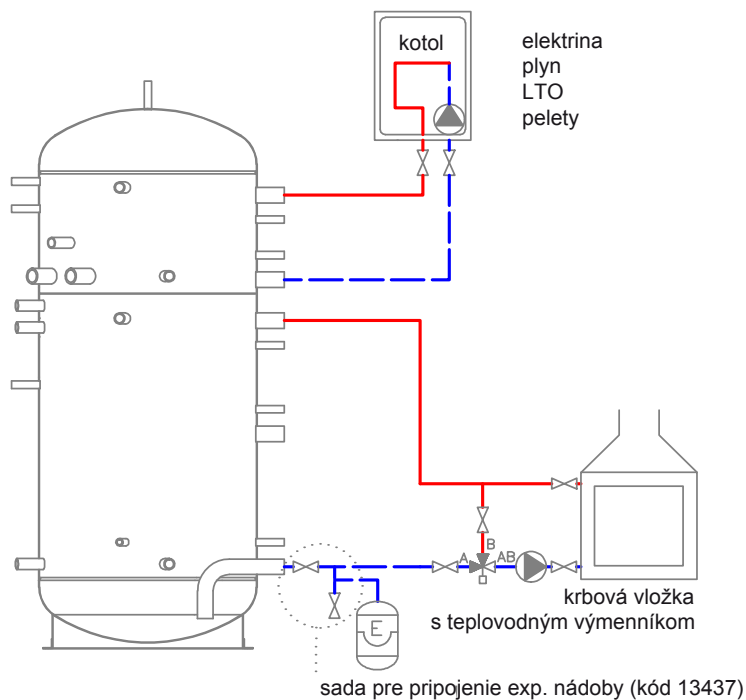 kotol
elektrina
plyn
LTO
pelety
B
A
AB
E
krbová vložka
s teplovodným výmenníkom
sada pre pripojenie exp. nádoby (kód 13437)